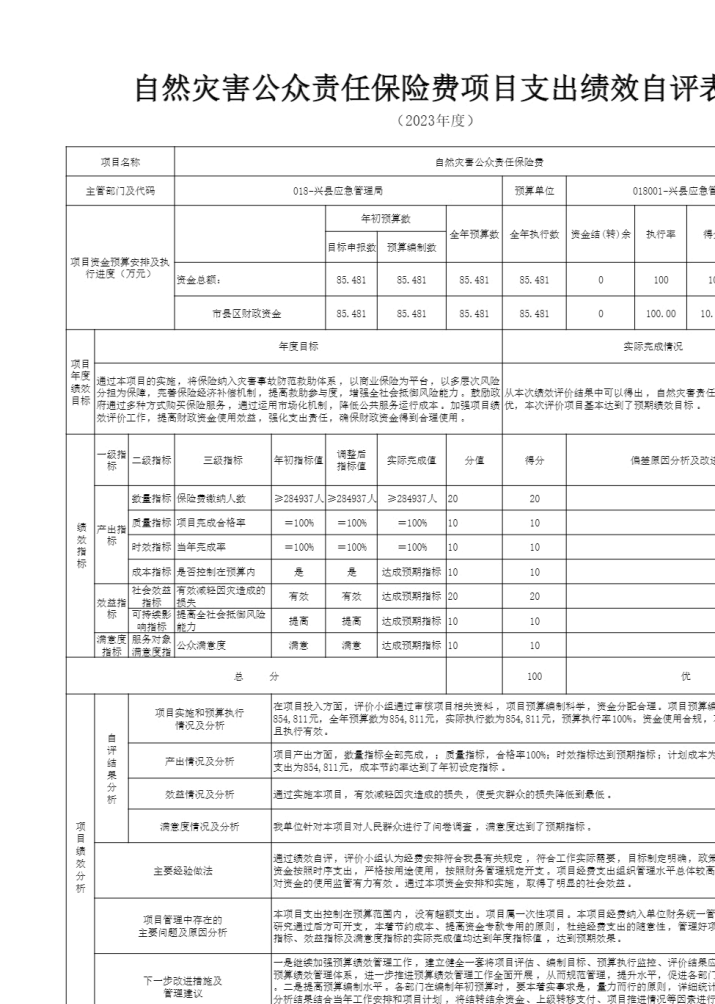 自然灾害公众责任保险费项目支出绩效自评表
（2023年度）
项目名称 自然灾害公众责任保险费
主管部门及代码 018-兴县应急管理局 预算单位 018001-兴县应急管
项目资金预算安排及执
行进度（万元）
年初预算数 全年预算数 全年执行数 资金结(转)余 执行率 得
目标申报数 预算编制数
资金总额： 85.481 85.481 85.481 85.481 0 100 10
市县区财政资金 85.481 85.481 85.481 85.481 0 100.00 10.
项目
年度
绩效
目标
年度目标 实际完成情况
通过本项目的实施，将保险纳入灾害事故防范救助体系，以商业保险为平台，以多层次风险
分担为保障，完善保险经济补偿机制，提高救助参与度，增强全社会抵御风险能力，鼓励政
府通过多种方式购买保险服务，通过运用市场化机制，降低公共服务运行成本。加强项目绩
效评价工作，提高财政资金使用效益，强化支出责任，确保财政资金得到合理使用。
从本次绩效评价结果中可以得出，自然灾害责任
优，本次评价项目基本达到了预期绩效目标。
绩
效
指
标
一级指
标
二级指标 三级指标 年初指标值 调整后
指标值
实际完成值 分值 得分 偏差原因分析及改进
产出指
标
数量指标 保险费缴纳人数 ≥284937人 ≥284937人 ≥284937人 20 20
质量指标 项目完成合格率 ＝100% ＝100% ＝100% 10 10
时效指标 当年完成率 ＝100% ＝100% ＝100% 10 10
成本指标 是否控制在预算内 是 是 达成预期指标 10 10
效益指
标
社会效益
指标
有效减轻因灾造成的
损失
有效 有效 达成预期指标 20 20
可持续影
响指标
提高全社会抵御风险
能力
提高 提高 达成预期指标 10 10
满意度
指标
服务对象
满意度指
公众满意度 满意 满意 达成预期指标 10 10
总 分 100 优
项
目
绩
效
分
析
自
评
结
果
分
析
项目实施和预算执行
情况及分析
在项目投入方面，评价小组通过审核项目相关资料，项目预算编制科学，资金分配合理。项目预算编
854,811元，全年预算数为854,811元，实际执行数为854,811元，预算执行率100%，资金使用合规，
且执行有效。
产出情况及分析
项目产出方面，数量指标全部完成，；质量指标，合格率100%；时效指标达到预期指标；计划成本为
支出为854,811元，成本节约率达到了年初设定指标。
效益情况及分析
通过实施本项目，有效减轻因灾造成的损失，使受灾群众的损失降低到最低。
满意度情况及分析
我单位针对本项目对人民群众进行了问卷调查，满意度达到了预期指标。
主要经验做法
通过绩效自评，评价小组认为经费安排符合我县有关规定，符合工作实际需要，目标制定明确，政策
资金按照时序支出，严格按用途使用，按照财务管理规定开支。项目经费支出组织管理水平总体较高
对资金的使用监管有力有效。通过本项资金安排和实施，取得了明显的社会效益。
项目管理中存在的
主要问题及原因分析
本项目支出控制在预算范围内，没有超额支出。项目属一次性项目。本项目经费纳入单位财务统一管
研究通过后方可开支，本着节约成本、提高资金专款专用的原则，杜绝经费支出的随意性，管理好项
指标、效益指标及满意度指标的实际完成值均达到年度指标值，达到预期效果。
下一步改进措施及
管理建议
一是继续加强预算绩效管理工作，建立健全一套将项目评估、编制目标、预算执行监控、评价结果应
预算绩效管理体系，进一步推进预算绩效管理工作全面开展，从而规范管理，提升水平，促进各部门
。二是提高预算编制水平。各部门在编制年初预算时，要本着实事求是，量力而行的原则，详细统计
分析结果结合当年工作安排和项目计划，将结转结余资金、上级转移支付、项目推进情况等因素进行